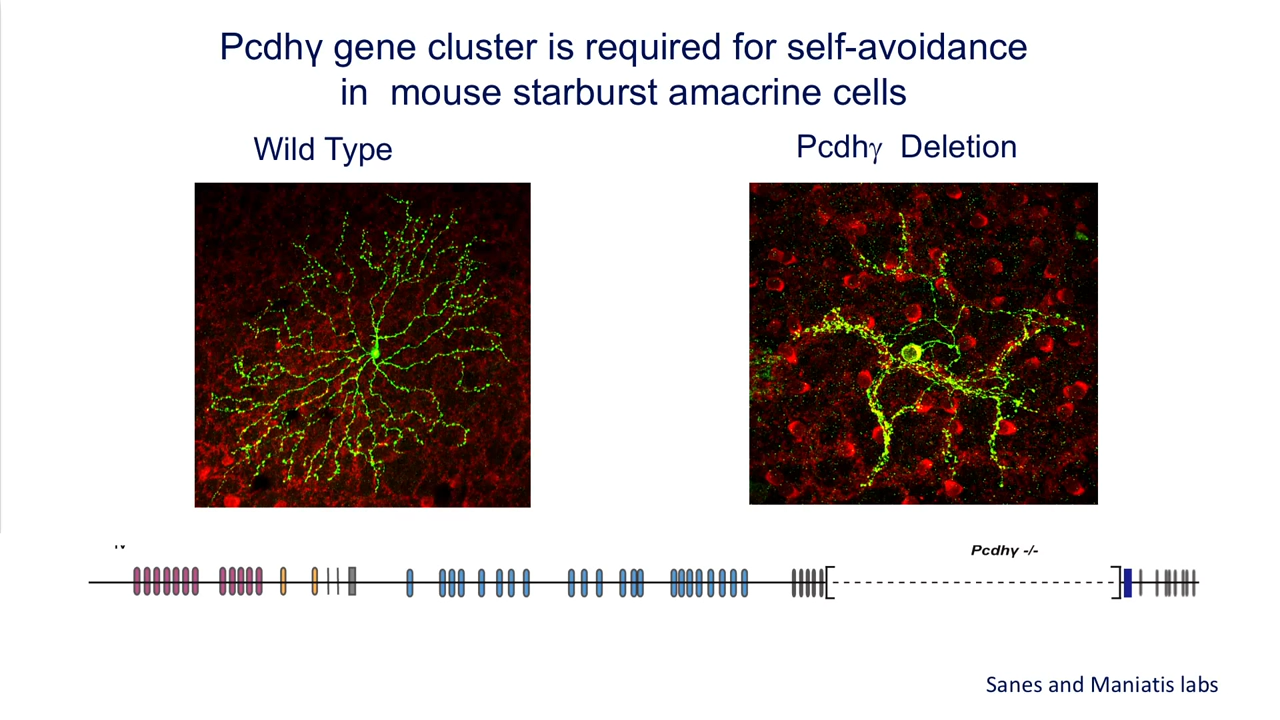 Pcdhγ gene cluster is required for self-avoidance
in mouse starburst amacrine cells
Wild Type
Pcdhγ Deletion
Pcdhγ -/-
Sanes and Maniatis labs